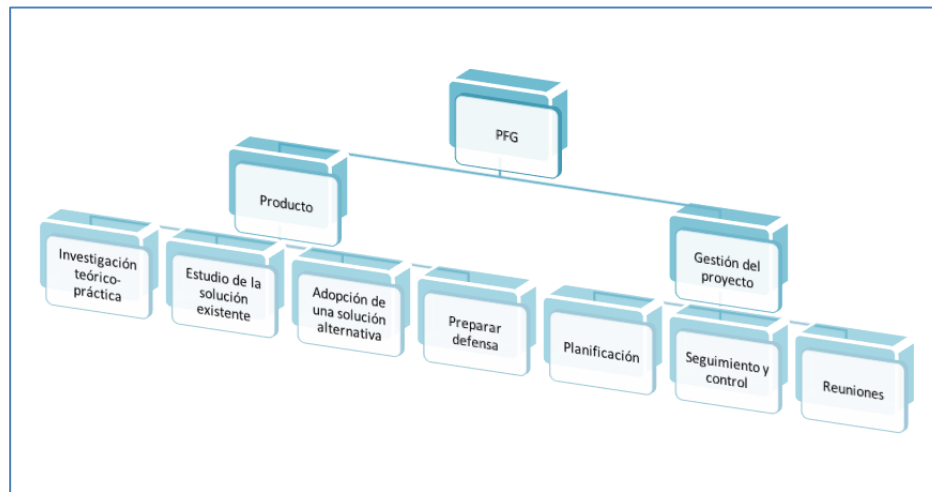 PFG
Producto
Gestión del
proyecto
Investigación
teórico-
práctica
Estudio de la
solución
existente
Adopción de
una solución
alternativa
Preparar
defensa
Planificación
Seguimiento y
control
Reuniones